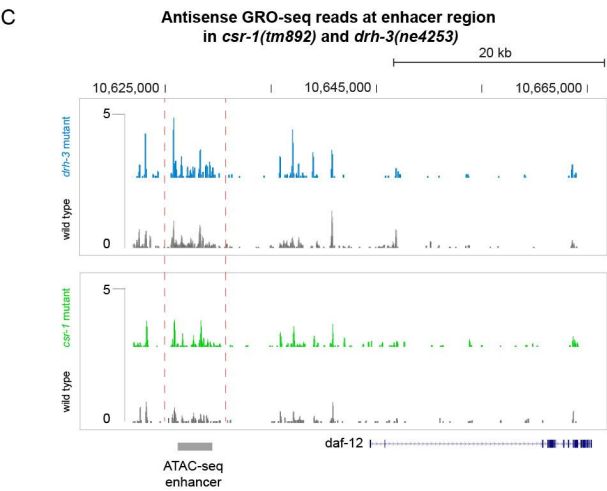 C
Antisense GRO-seq reads at enhacer region
in csr-1(tm892) and drh-3(ne4253)
20 kb
10,625,000
10,645,000
10,665,000
5
drh-3 mutant
wild type
0
5
csr-1 mutant
wild type
0
daf-12
ATAC-seq
enhancer